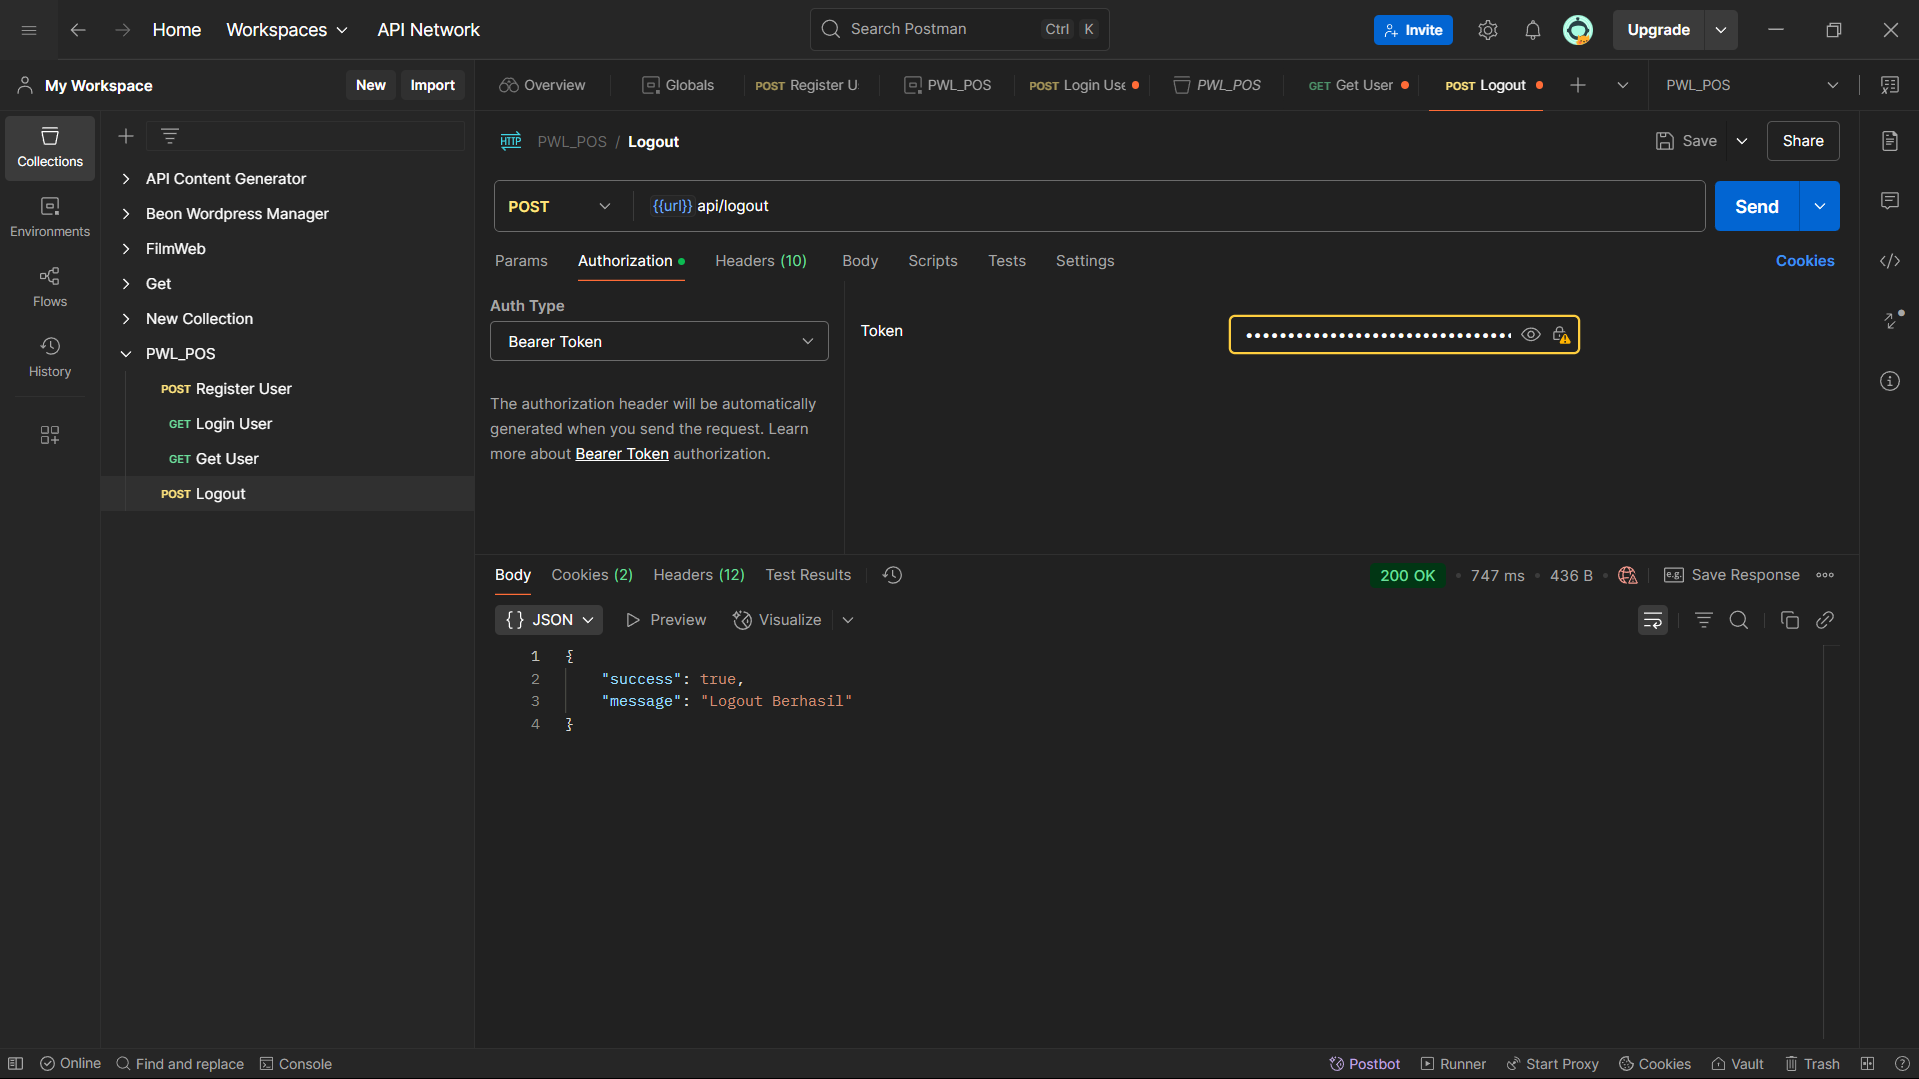 Home Workspaces API Network Search Postman Ctrl K Invite Upgrade
My Workspace New Import Overview Globals POST Register U PWL_POS POST Login Use PWL_POS GET Get User POST Logout PWL_POS
Collections
Environments
Flows
History
API Content Generator
Beon Wordpress Manager
FilmWeb
Get
New Collection
PWL_POS
POST Register User
GET Login User
GET Get User
POST Logout
HTTP PWL_POS / Logout Save Share
POST {{url}} api/logout Send
Params Authorization Headers (10) Body Scripts Tests Settings Cookies
Auth Type
Bearer Token
The authorization header will be automatically
generated when you send the request. Learn
more about Bearer Token authorization.
Token ••••••••••••••••••••••••••••••••
Body Cookies (2) Headers (12) Test Results 200 OK • 747 ms • 436 B • e.g. Save Response
{} JSON Preview Visualize
1 {
2 "success": true,
3 "message": "Logout Berhasil"
4 }
Online Find and replace Console Postbot Runner Start Proxy Cookies Vault Trash